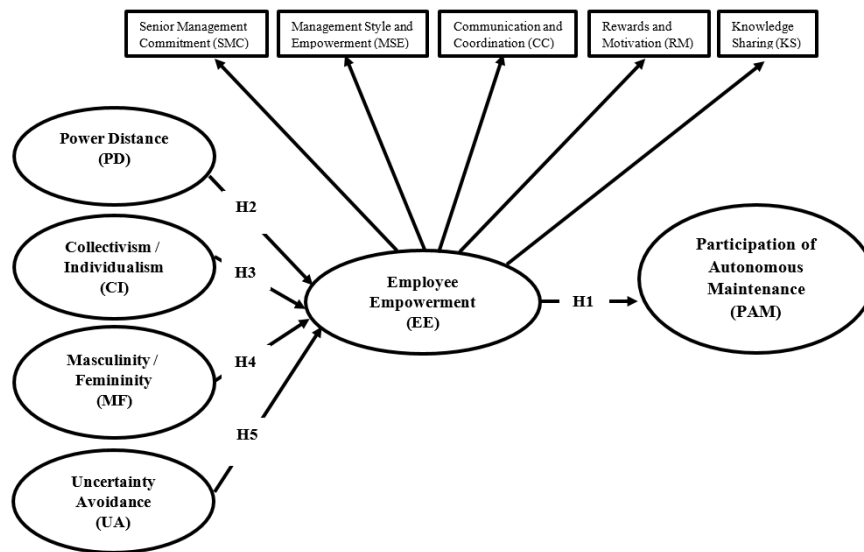 Senior Management
Commitment (SMC)
Management Style and
Empowerment (MSE)
Communication and
Coordination (CC)
Rewards and
Motivation (RM)
Knowledge
Sharing (KS)
Power Distance
(PD)
H2
Collectivism /
Individualism
(CI)
H3
Masculinity /
Femininity
(MF)
H4
Uncertainty
Avoidance
(UA)
H5
Employee
Empowerment
(EE)
H1
Participation of
Autonomous
Maintenance
(PAM)